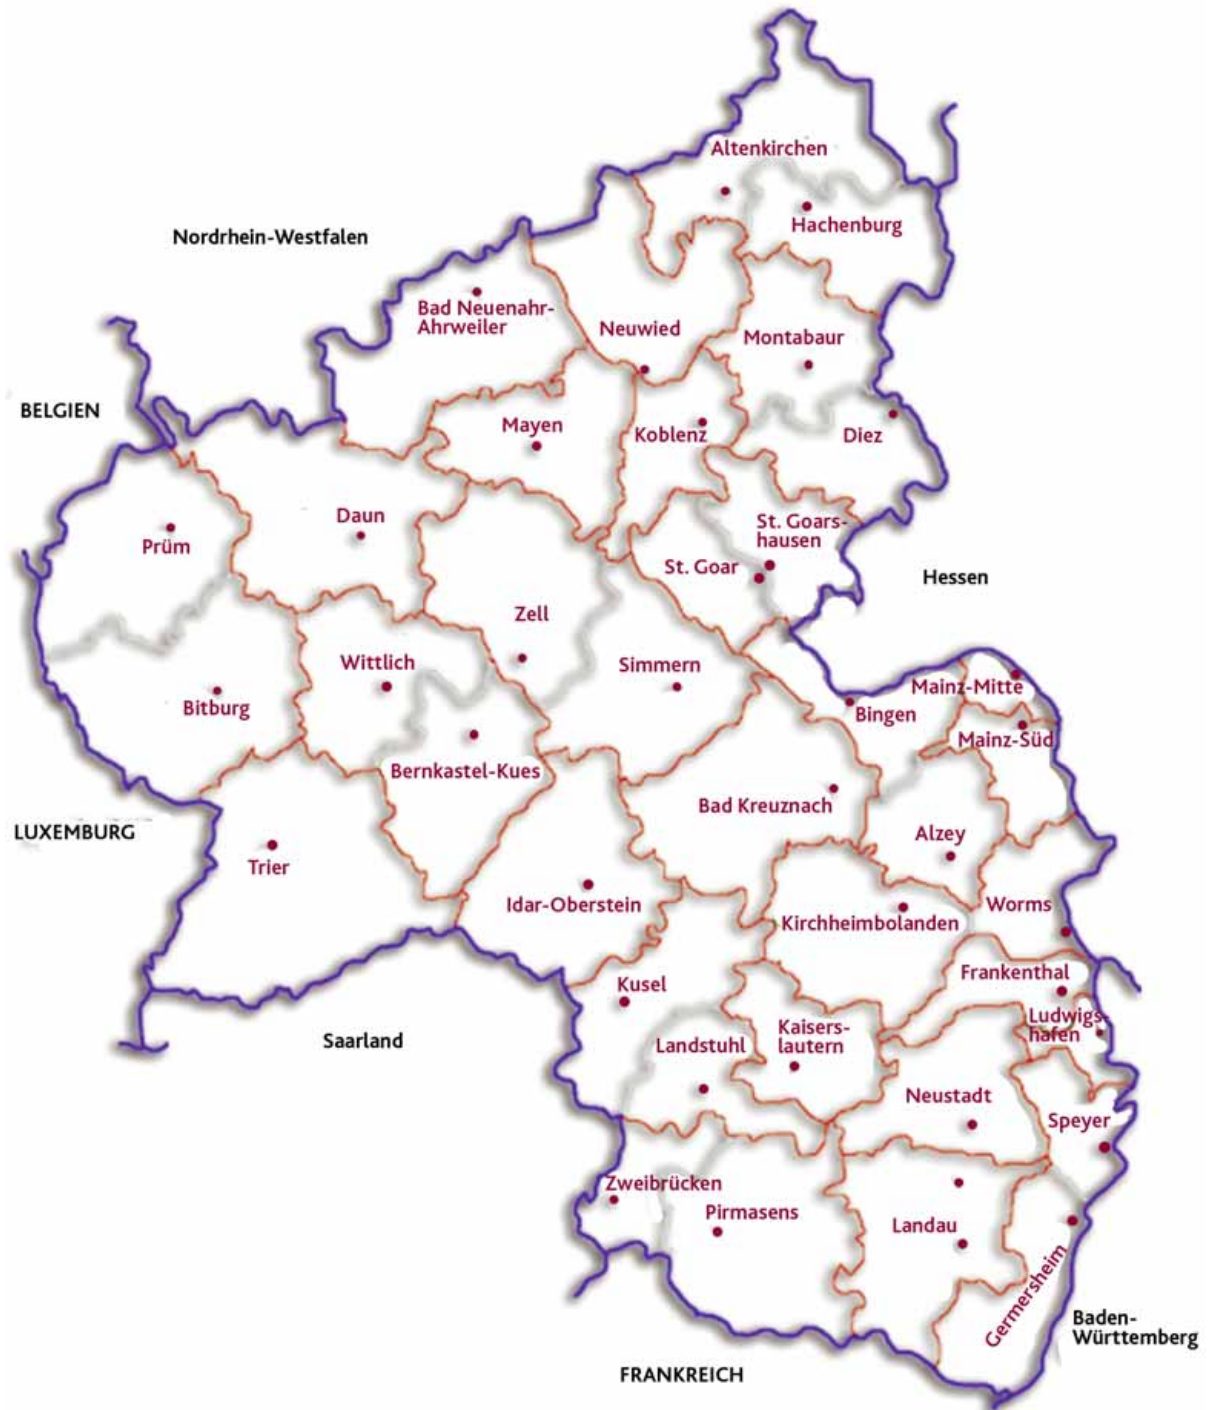 Altenkirchen
Hachenburg
Nordrhein-Westfalen
Bad Neuenahr-
Ahrweiler
Neuwied
Montabaur
BELGIEN
Mayen
Koblenz
Diez
Daun
Prüm
St. Goars-
hausen
St. Goar
Hessen
Zell
Wittlich
Simmern
Mainz-Mitte
Bitburg
Bingen
Mainz-Süd
Bernkastel-Kues
Bad Kreuznach
LUXEMBURG
Alzey
Trier
Idar-Oberstein
Worms
Kirchheimbolanden
Frankenthal
Kusel
Ludwigs-
hafen
Kaisers-
lautern
Saarland
Landstuhl
Neustadt
Speyer
Zweibrücken
Pirmasens
Landau
Germersheim
Baden-
Württemberg
FRANKREICH